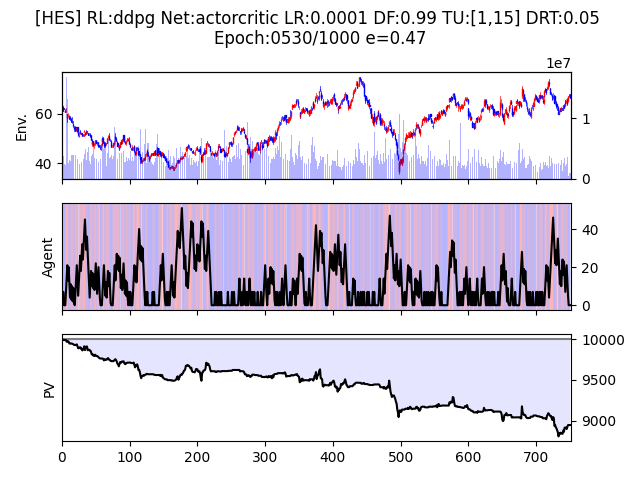 [HES] RL:ddpg Net:actorcritic LR:0.0001 DF:0.99 TU:[1,15] DRT:0.05
Epoch:0530/1000 e=0.47
1e7
Env.
60
40
1
0
Agent
40
20
0
PV
10000
9500
9000
0 100 200 300 400 500 600 700